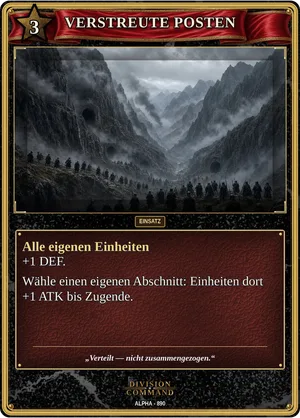 3
VERSTREUTE POSTEN
EINSATZ
Alle eigenen Einheiten
+1 DEF.
Wähle einen eigenen Abschnitt: Einheiten dort
+1 ATK bis Zugende.
„Verteilt — nicht zusammengezogen.“
DIVISION
COMMAND
ALPHA - 890